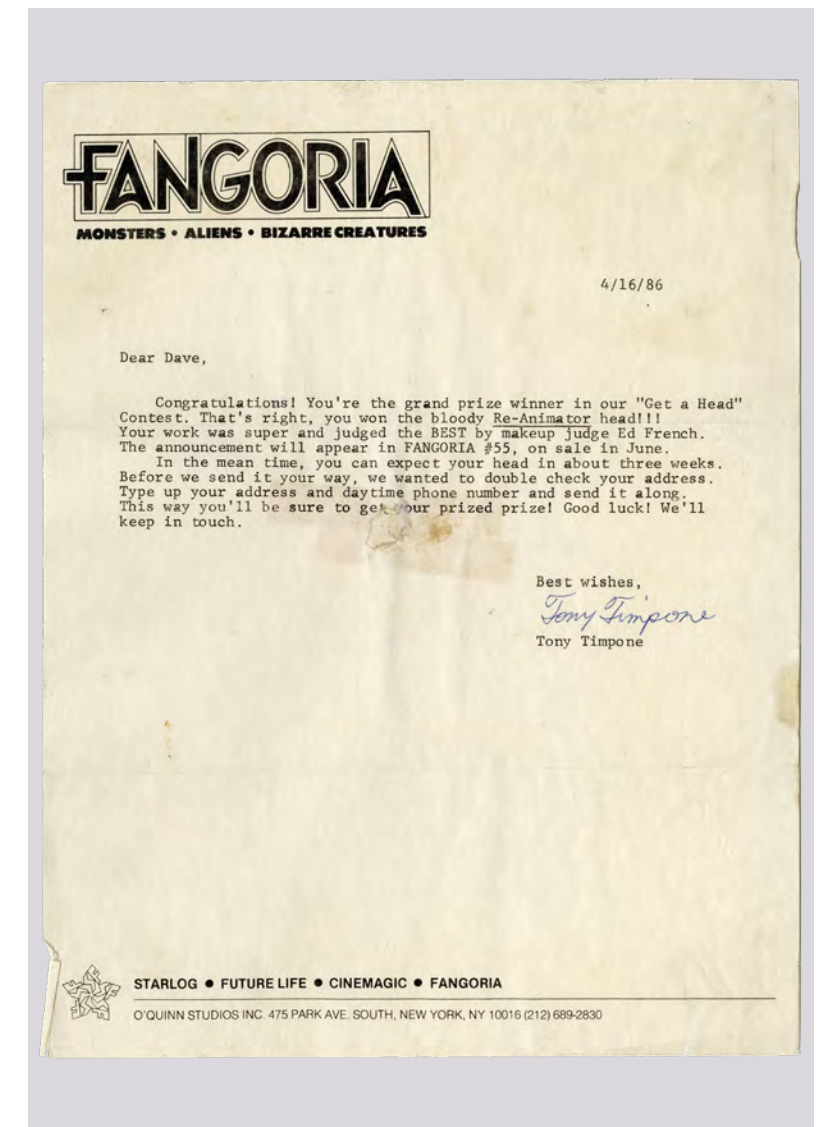 FANGORIA
MONSTERS • ALIENS • BIZARRE CREATURES
4/16/86
Dear Dave,
Congratulations! You're the grand prize winner in our "Get a Head"
Contest. That's right, you won the bloody Re-Animator head!!!
Your work was super and judged the BEST by makeup judge Ed French.
The announcement will appear in FANGORIA #55, on sale in June.
In the mean time, you can expect your head in about three weeks.
Before we send it your way, we wanted to double check your address.
Type up your address and daytime phone number and send it along.
This way you'll be sure to get your prized prize! Good luck! We'll
keep in touch.
Best wishes,
Tony Timpone
Tony Timpone
STARLOG ● FUTURE LIFE ● CINEMAGIC ● FANGORIA
O'QUINN STUDIOS INC. 475 PARK AVE. SOUTH, NEW YORK, NY 10016 (212) 689-2830